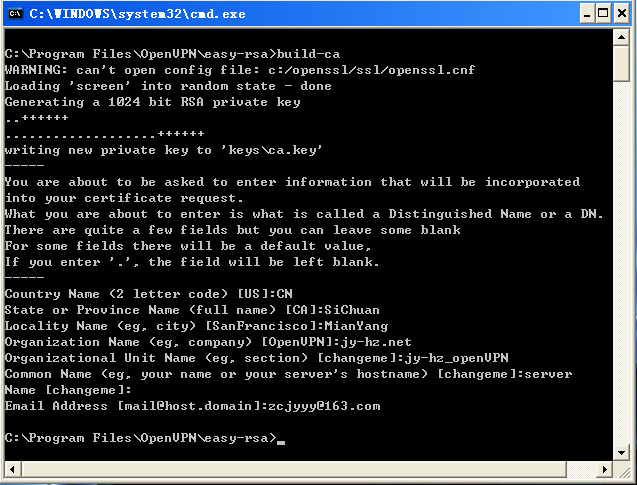 C:\WINDOWS\system32\cmd.exe
C:\Program Files\OpenVPN\easy-rsa>build-ca
WARNING: can't open config file: c:/openssl/ssl/openssl.cnf
Loading 'screen' into random state - done
Generating a 1024 bit RSA private key
..++++++
...................++++++
writing new private key to 'keys\ca.key'
-----
You are about to be asked to enter information that will be incorporated
into your certificate request.
What you are about to enter is what is called a Distinguished Name or a DN.
There are quite a few fields but you can leave some blank
For some fields there will be a default value,
If you enter '.', the field will be left blank.
-----
Country Name (2 letter code) [US]:CN
State or Province Name (full name) [CA]:SiChuan
Locality Name (eg, city) [SanFrancisco]:MianYang
Organization Name (eg, company) [OpenVPN]:jy-hz.net
Organizational Unit Name (eg, section) [changeme]:jy-hz_openVPN
Common Name (eg, your name or your server's hostname) [changeme]:server
Name [changeme]:
Email Address [mail@host.domain]:zcjyyy@163.com
C:\Program Files\OpenVPN\easy-rsa>_